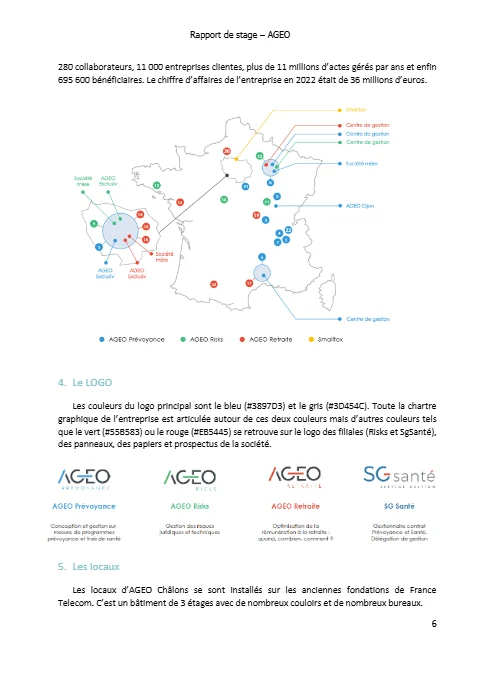 Rapport de stage – AGEO
280 collaborateurs, 11 000 entreprises clientes, plus de 11 millions d'actes gérés par ans et enfin
695 600 bénéficiaires. Le chiffre d'affaires de l'entreprise en 2022 était de 36 millions d'euros.
Smalltox
Centre de gestion
Centre de gestion
Centre de gestion
Société mère
AGEO Dijon
Centre de gestion
Société
mère
AGEO
Exclusiv
Société
mère
AGEO
Exclusiv
AGEO
Exclusiv
AGEO Prévoyance
AGEO Risks
AGEO Retraite
Smalltox
4. Le LOGO
Les couleurs du logo principal sont le bleu (#3897D3) et le gris (#3D454C). Toute la chartre
graphique de l'entreprise est articulée autour de ces deux couleurs mais d'autres couleurs tels
que le vert (#55B583) ou le rouge (#EB5445) se retrouve sur le logo des filiales (Risks et SgSanté),
des panneaux, des papiers et prospectus de la société.
AGEO
PRÉVOYANCE
AGEO
RISKS
AGEO
RETRAITE
SG santé
SERVICE GESTION
AGEO Prévoyance
AGEO Risks
AGEO Retraite
SG Santé
Conception et gestion sur-
mesure de programmes
prévoyance et frais de santé
Gestion des risques
juridiques et techniques
Optimisation de la
rémunération à la retraite :
quand, combien, comment ?
Gestionnaire contrat
Prévoyance et Santé.
Délégation de gestion
5. Les locaux
Les locaux d'AGEO Châlons se sont installés sur les anciennes fondations de France
Telecom. C'est un bâtiment de 3 étages avec de nombreux couloirs et de nombreux bureaux.
6